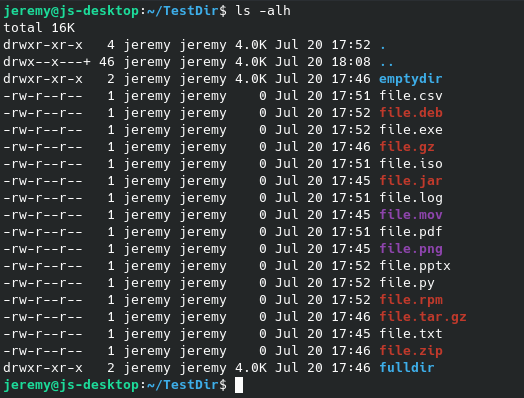 jeremy@js-desktop:~/TestDir$ ls -alh
total 16K
drwxr-xr-x   4 jeremy jeremy 4.0K Jul 20 17:52 .
drwx--x---+ 46 jeremy jeremy 4.0K Jul 20 18:08 ..
drwxr-xr-x   2 jeremy jeremy 4.0K Jul 20 17:46 emptydir
-rw-r--r--   1 jeremy jeremy    0 Jul 20 17:51 file.csv
-rw-r--r--   1 jeremy jeremy    0 Jul 20 17:52 file.deb
-rw-r--r--   1 jeremy jeremy    0 Jul 20 17:52 file.exe
-rw-r--r--   1 jeremy jeremy    0 Jul 20 17:46 file.gz
-rw-r--r--   1 jeremy jeremy    0 Jul 20 17:51 file.iso
-rw-r--r--   1 jeremy jeremy    0 Jul 20 17:45 file.jar
-rw-r--r--   1 jeremy jeremy    0 Jul 20 17:51 file.log
-rw-r--r--   1 jeremy jeremy    0 Jul 20 17:45 file.mov
-rw-r--r--   1 jeremy jeremy    0 Jul 20 17:51 file.pdf
-rw-r--r--   1 jeremy jeremy    0 Jul 20 17:45 file.png
-rw-r--r--   1 jeremy jeremy    0 Jul 20 17:52 file.pptx
-rw-r--r--   1 jeremy jeremy    0 Jul 20 17:52 file.py
-rw-r--r--   1 jeremy jeremy    0 Jul 20 17:52 file.rpm
-rw-r--r--   1 jeremy jeremy    0 Jul 20 17:46 file.tar.gz
-rw-r--r--   1 jeremy jeremy    0 Jul 20 17:45 file.txt
-rw-r--r--   1 jeremy jeremy    0 Jul 20 17:46 file.zip
drwxr-xr-x   2 jeremy jeremy 4.0K Jul 20 17:46 fulldir
jeremy@js-desktop:~/TestDir$